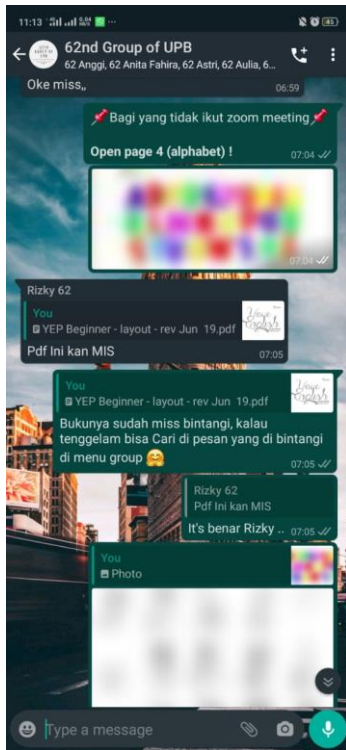 11:13
62nd Group of UPB
62 Anggi, 62 Anita Fahira, 62 Astri, 62 Aulia, 6...
Oke miss,,
06:59
📌Bagi yang tidak ikut zoom meeting📌
Open page 4 (alphabet) !
07:04
07:04
Rizky 62
You
YEP Beginner - layout - rev Jun 19.pdf
Pdf Ini kan MIS
07:05
You
YEP Beginner - layout - rev Jun 19.pdf
Bukunya sudah miss bintangi, kalau
tenggelam bisa Cari di pesan yang di bintangi
di menu group 🤗
07:05
Rizky 62
Pdf Ini kan MIS
It's benar Rizky .. 07:05
You
Photo
Type a message